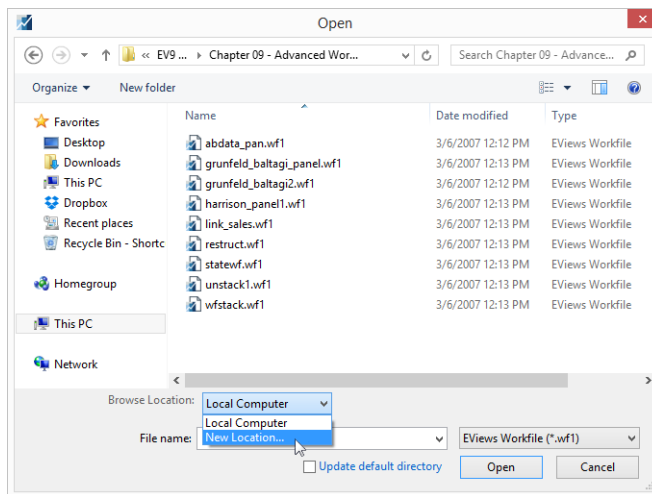 Open
« EV9 ... › Chapter 09 - Advanced Wor...
Search Chapter 09 - Advance...
Organize
New folder
Name
Date modified
Type
Favorites
Desktop
Downloads
This PC
Dropbox
Recent places
Recycle Bin - Shortc
Homegroup
This PC
Network
abdata_pan.wf1 3/6/2007 12:12 PM EViews Workfile
grunfeld_baltagi_panel.wf1 3/6/2007 12:13 PM EViews Workfile
grunfeld_baltagi2.wf1 3/6/2007 12:12 PM EViews Workfile
harrison_panel1.wf1 3/6/2007 12:13 PM EViews Workfile
link_sales.wf1 3/6/2007 12:13 PM EViews Workfile
restruct.wf1 3/6/2007 12:13 PM EViews Workfile
statewf.wf1 3/6/2007 12:13 PM EViews Workfile
unstack1.wf1 3/6/2007 12:13 PM EViews Workfile
wfstack.wf1 3/6/2007 12:13 PM EViews Workfile
Browse Location: Local Computer
Local Computer
New Location...
File name:
EViews Workfile (*.wf1)
Update default directory
Open
Cancel